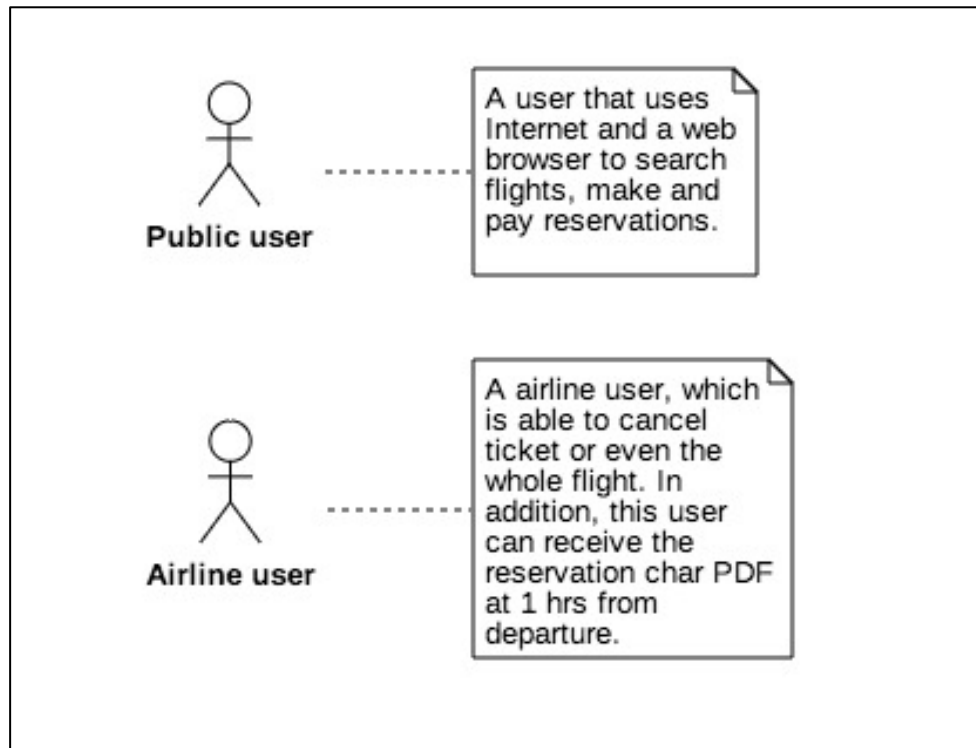 A user that uses
Internet and a web
browser to search
flights, make and
pay reservations.
Public user
A airline user, which
is able to cancel
ticket or even the
whole flight. In
addition, this user
can receive the
reservation char PDF
at 1 hrs from
departure.
Airline user